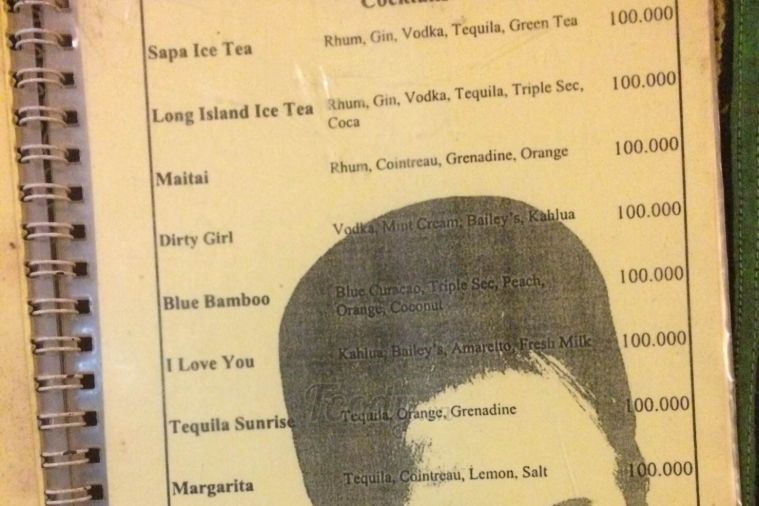 Cocktails
Sapa Ice Tea Rhum, Gin, Vodka, Tequila, Green Tea 100.000
Long Island Ice Tea Rhum, Gin, Vodka, Tequila, Triple Sec, 100.000
Coca
Maitai Rhum, Cointreau, Grenadine, Orange 100.000
Dirty Girl Vodka, Mint Cream, Bailey's, Kahlua 100.000
Blue Bamboo Blue Curacao, Triple Sec, Peach, 100.000
Orange, Coconut
I Love You Kahlua, Bailey's, Amaretto, Fresh Milk 100.000
Tequila Sunrise Tequila, Orange, Grenadine 100.000
Margarita Tequila, Cointreau, Lemon, Salt 100.000